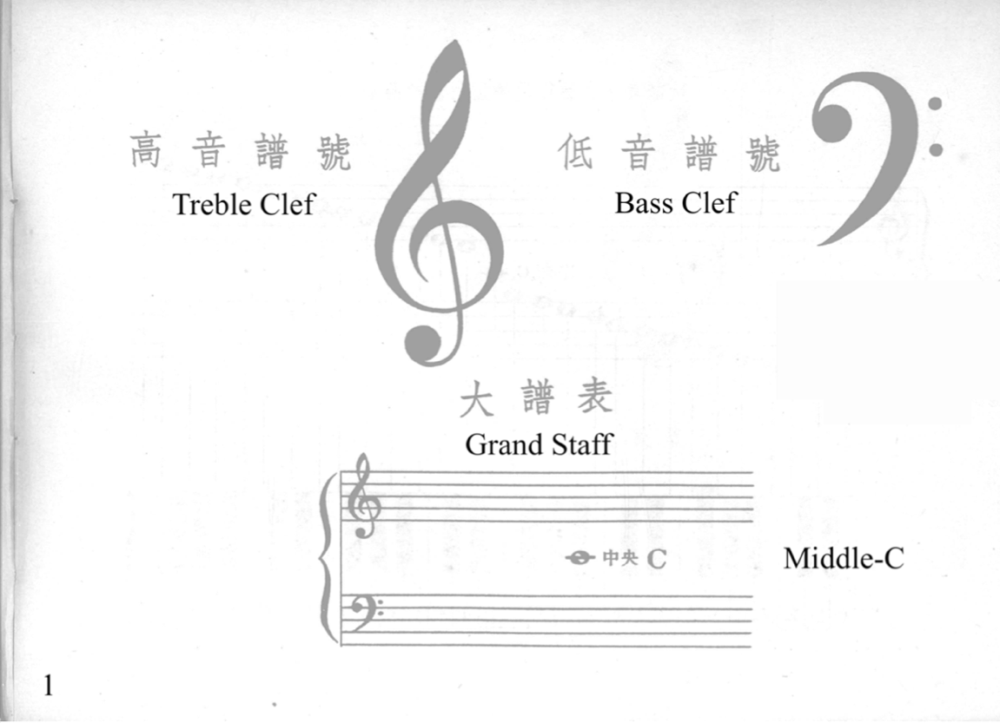 高音譜號
Treble Clef
低音譜號
Bass Clef
大譜表
Grand Staff
中央 C
Middle-C
1